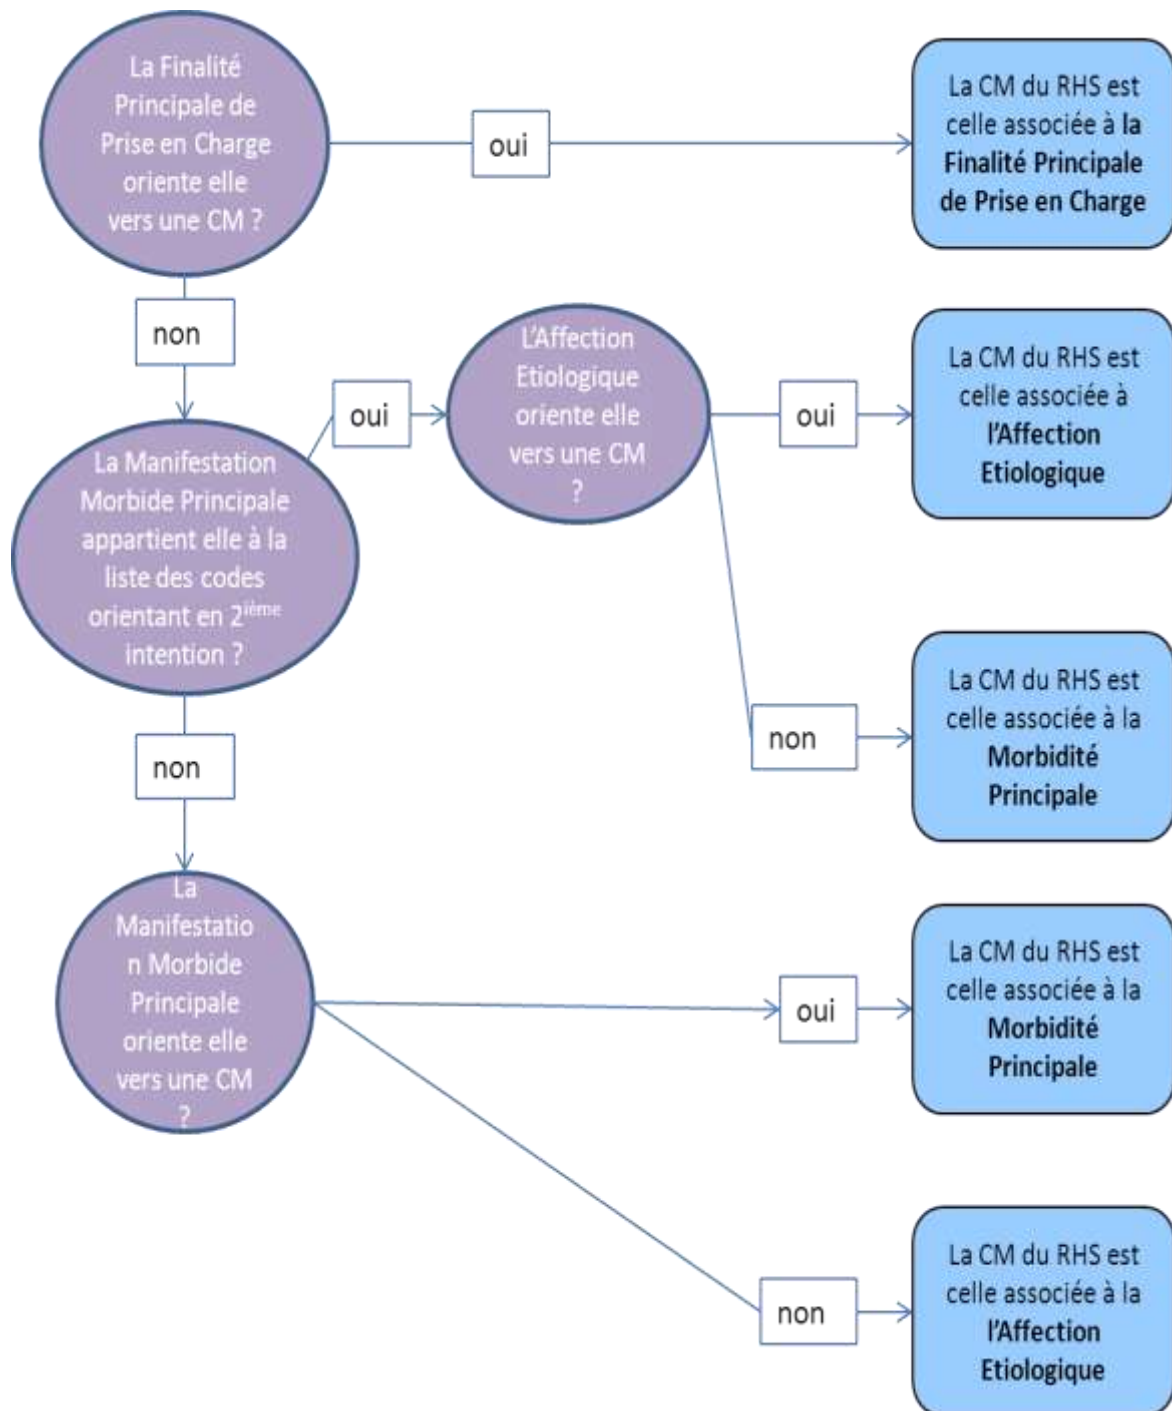 La Finalité
Principale de
Prise en Charge
oriente elle
vers une CM ?
oui
La CM du RHS est
celle associée à la
Finalité Principale
de Prise en Charge
non
La Manifestation
Morbide Principale
appartient elle à la
liste des codes
orientant en 2ième
intention ?
oui
L'Affection
Etiologique
oriente elle
vers une CM
?
oui
La CM du RHS est
celle associée à
l'Affection
Etiologique
non
La CM du RHS est
celle associée à la
Morbidité
Principale
non
La
Manifestatio
n Morbide
Principale
oriente elle
vers une CM
?
oui
La CM du RHS est
celle associée à la
Morbidité
Principale
non
La CM du RHS est
celle associée à la
l'Affection
Etiologique